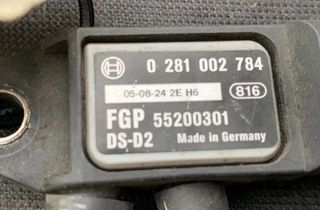 0 281 002 784
05-08-24 2E H6 816
FGP 55200301
DS-D2 Made in Germany